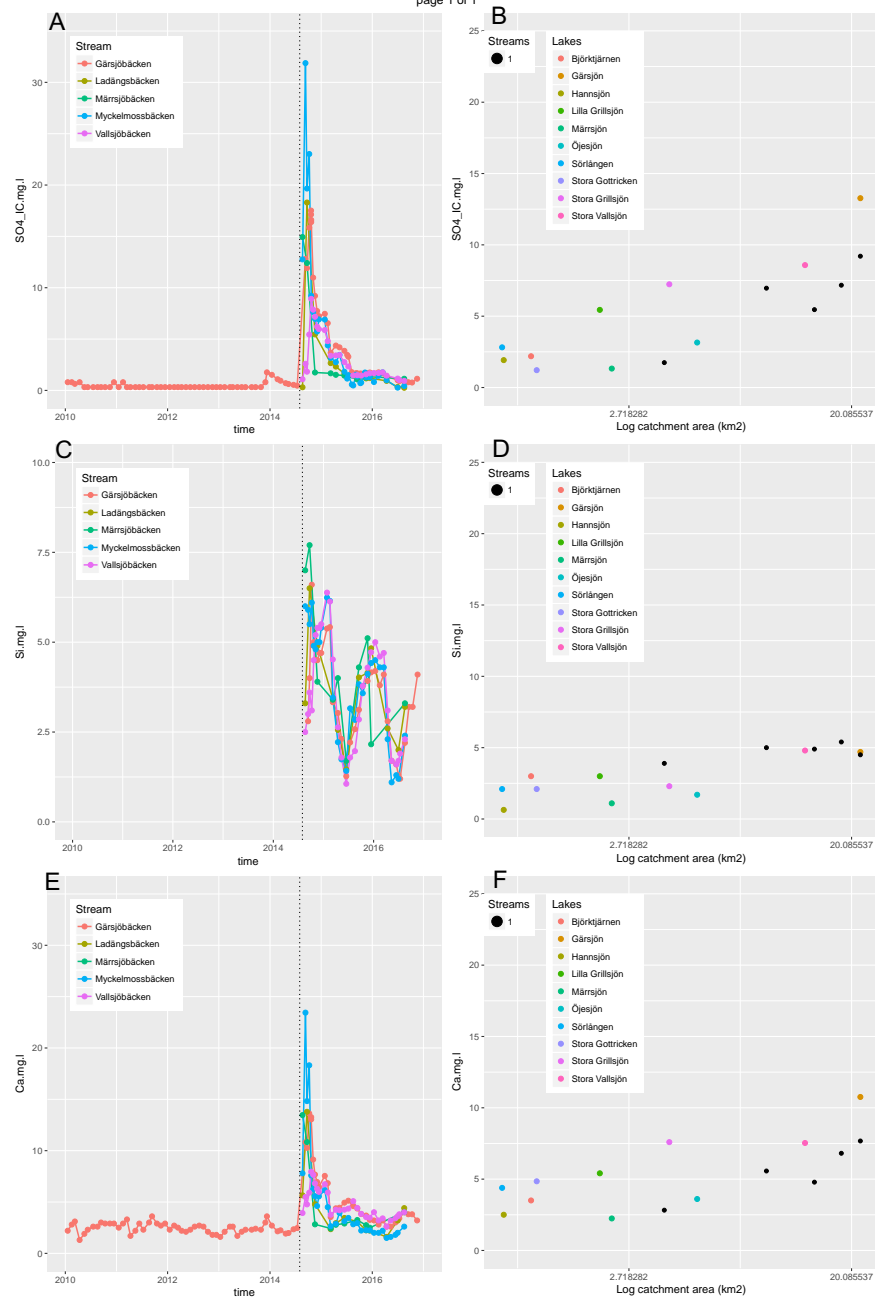 page 1 of 1
A
Stream
Gärsjöbäcken
Ladängsbäcken
Märrsjöbäcken
Myckelmossbäcken
Vallsjöbäcken
SO4_IC.mg.l
30
20
10
0
2010 2012 2014 2016
time
B
Streams
1
Lakes
Björktjärnen
Gärsjön
Hannsjön
Lilla Grillsjön
Märrsjön
Öjesjön
Sörlången
Stora Gottricken
Stora Grillsjön
Stora Vallsjön
SO4_IC.mg.l
25
20
15
10
5
0
2.718282 20.085537
Log catchment area (km2)
C
Stream
Gärsjöbäcken
Ladängsbäcken
Märrsjöbäcken
Myckelmossbäcken
Vallsjöbäcken
Si.mg.l
10.0
7.5
5.0
2.5
0.0
2010 2012 2014 2016
time
D
Streams
1
Lakes
Björktjärnen
Gärsjön
Hannsjön
Lilla Grillsjön
Märrsjön
Öjesjön
Sörlången
Stora Gottricken
Stora Grillsjön
Stora Vallsjön
Si.mg.l
25
20
15
10
5
0
2.718282 20.085537
Log catchment area (km2)
E
Stream
Gärsjöbäcken
Ladängsbäcken
Märrsjöbäcken
Myckelmossbäcken
Vallsjöbäcken
Ca.mg.l
30
20
10
0
2010 2012 2014 2016
time
F
Streams
1
Lakes
Björktjärnen
Gärsjön
Hannsjön
Lilla Grillsjön
Märrsjön
Öjesjön
Sörlången
Stora Gottricken
Stora Grillsjön
Stora Vallsjön
Ca.mg.l
25
20
15
10
5
0
2.718282 20.085537
Log catchment area (km2)